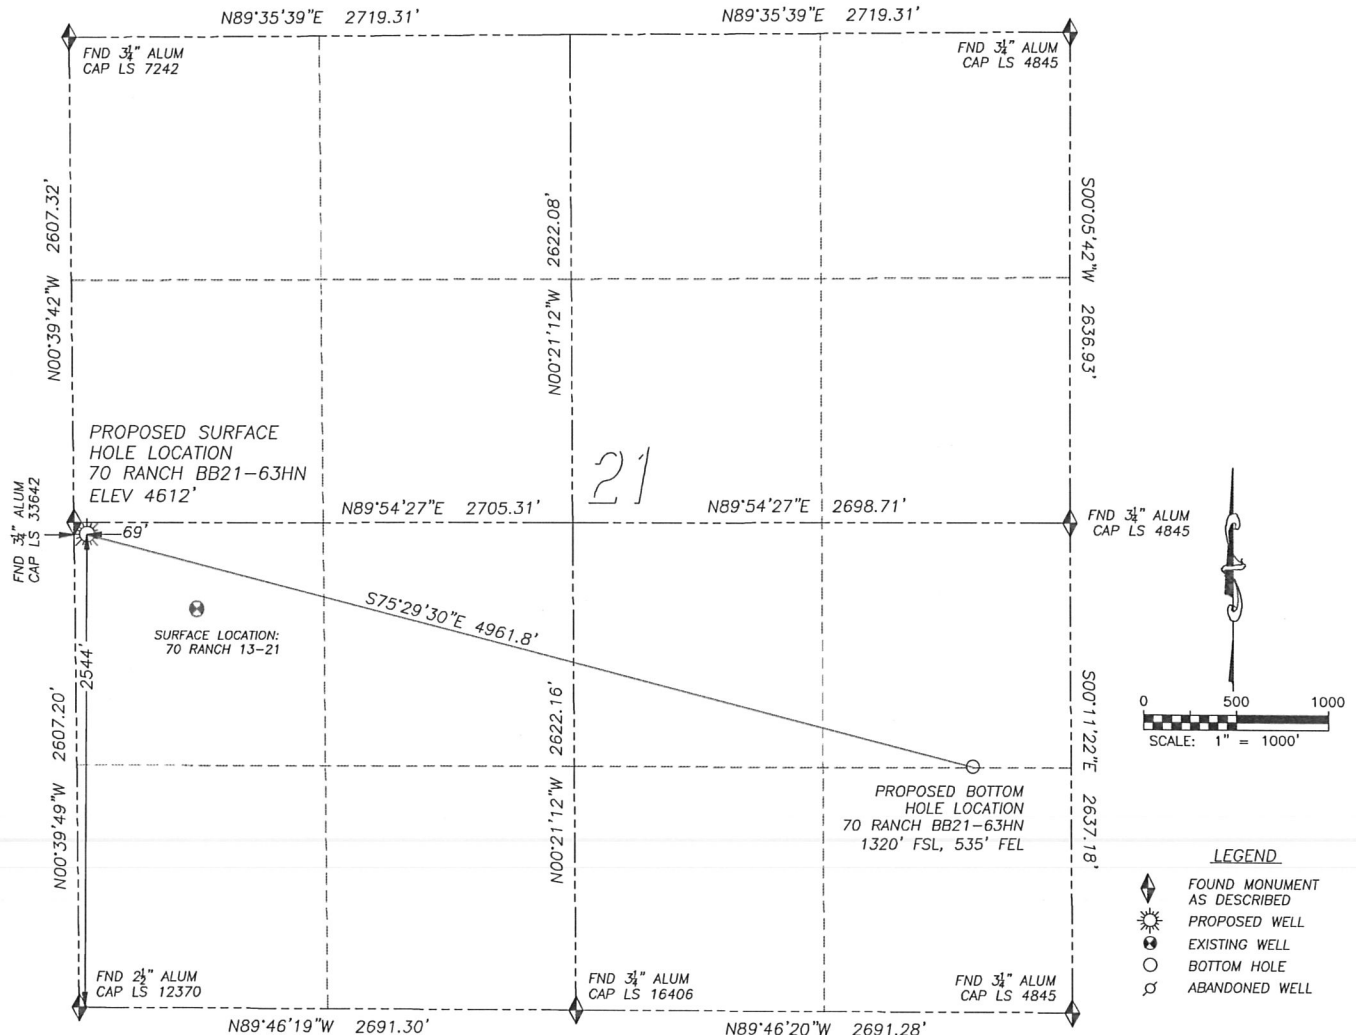 N89°35'39"E 2719.31'
N89°35'39"E 2719.31'
FND 3¼" ALUM
CAP LS 7242
FND 3¼" ALUM
CAP LS 4845
N00°39'42"W 2607.32'
N00°21'12"W 2622.08'
S00°05'42"W 2636.93'
PROPOSED SURFACE
HOLE LOCATION
70 RANCH BB21-63HN
ELEV 4612'
21
FND 3¼" ALUM
CAP LS 33642
N89°54'27"E 2705.31'
N89°54'27"E 2698.71'
FND 3¼" ALUM
CAP LS 4845
69'
S75°29'30"E 4961.8'
SURFACE LOCATION:
70 RANCH 13-21
2544'
N00°39'49"W 2607.20'
N00°21'12"W 2622.16'
S00°11'22"E 2637.18'
0 500 1000
SCALE: 1" = 1000'
PROPOSED BOTTOM
HOLE LOCATION
70 RANCH BB21-63HN
1320' FSL, 535' FEL
LEGEND
FOUND MONUMENT
AS DESCRIBED
PROPOSED WELL
EXISTING WELL
BOTTOM HOLE
ABANDONED WELL
FND 2½" ALUM
CAP LS 12370
FND 3¼" ALUM
CAP LS 16406
FND 3¼" ALUM
CAP LS 4845
N89°46'19"W 2691.30'
N89°46'20"W 2691.28'